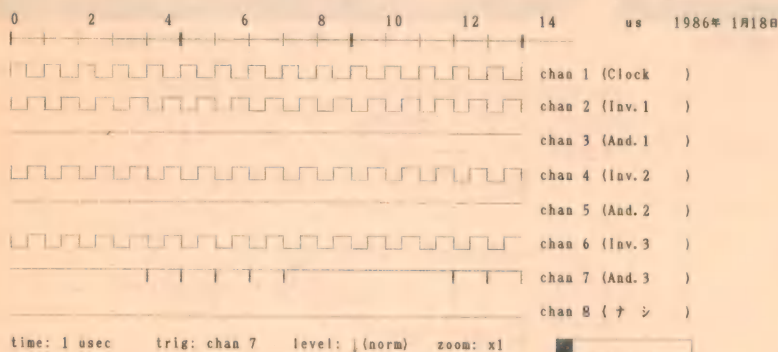 0 2 4 6 8 10 12 14 us 1986年 1月18日
chan 1 (Clock )
chan 2 (Inv.1 )
chan 3 (And.1 )
chan 4 (Inv.2 )
chan 5 (And.2 )
chan 6 (Inv.3 )
chan 7 (And.3 )
chan 8 (ナシ )
time: 1 usec trig: chan 7 level: ↓(norm) zoom: x1